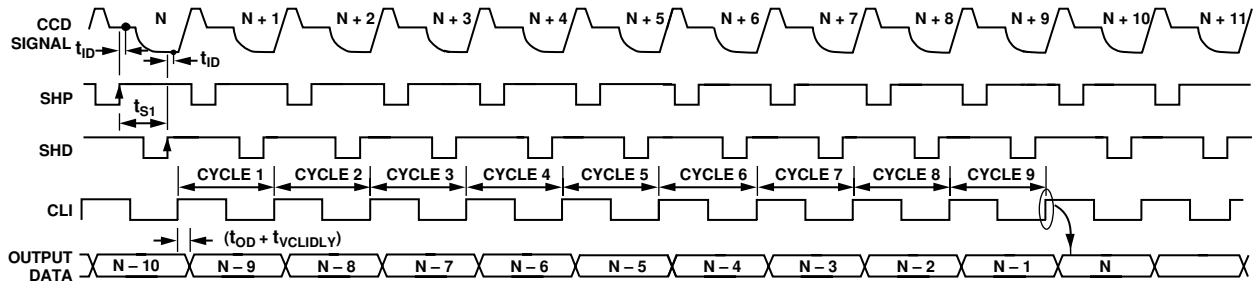 CCD SIGNAL N N + 1 N + 2 N + 3 N + 4 N + 5 N + 6 N + 7 N + 8 N + 9 N + 10 N + 11
tID tID
SHP
tS1
SHD
CYCLE 1 CYCLE 2 CYCLE 3 CYCLE 4 CYCLE 5 CYCLE 6 CYCLE 7 CYCLE 8 CYCLE 9
CLI
(tOD + tVCLIDLY)
OUTPUT DATA N – 10 N – 9 N – 8 N – 7 N – 6 N – 5 N – 4 N – 3 N – 2 N – 1 N